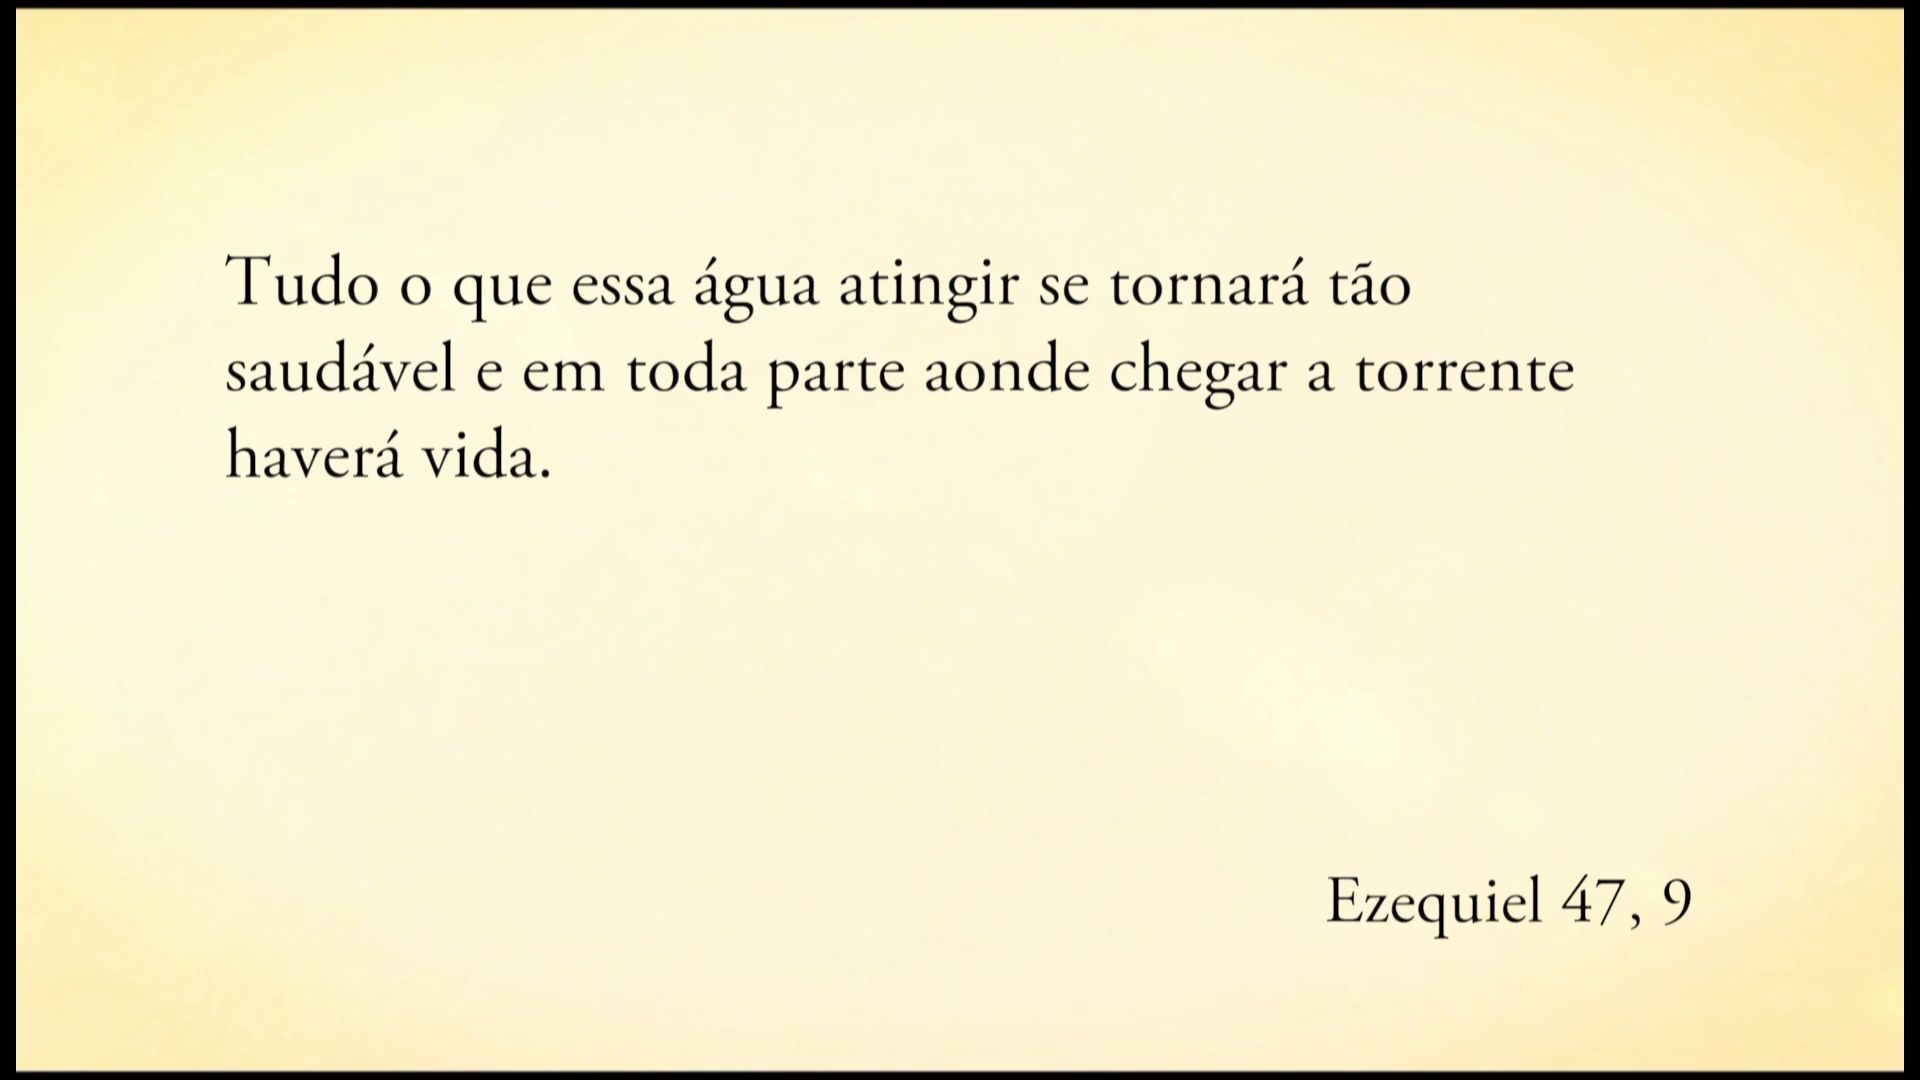 Tudo o que essa água atingir se tornará tão
saudável e em toda parte aonde chegar a torrente
haverá vida.
Ezequiel 47, 9